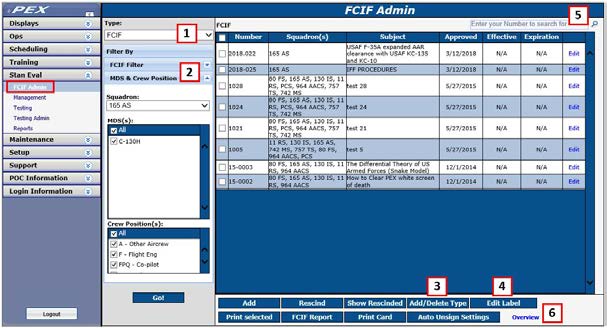 PEX
FCIF Admin
Displays
Ops
Scheduling
Training
Stan Eval
FCIF Admin
Management
Testing
Testing Admin
Reports
Maintenance
Setup
Support
POC Information
Login Information
Logout
Type:
1
FCIF
Filter By
2
FCIF Filter
MDS & Crew Position
Squadron:
165 AS
MDS(s):
All
C-130H
Crew Position(s):
All
A - Other Aircrew
F - Flight Eng
FPQ - Co-pilot
Go!
FCIF
Enter your Number to search for
5
Number Squadron(s) Subject Approved Effective Expiration
2018.022 165 AS USAF F-35A expanded AAR clearance with USAF KC-135 and KC-10 3/12/2018 N/A N/A Edit
2018-025 165 AS IFF PROCEDURES 3/12/2018 N/A N/A Edit
1028 80 FS, 165 AS, 130 IS, 11 RS, PCS, 964 AACS, 757 TS, 742 MS test 28 5/27/2015 N/A N/A Edit
1024 80 FS, 165 AS, 130 IS, 11 RS, PCS, 964 AACS, 757 TS, 742 MS test 24 5/27/2015 N/A N/A Edit
1021 80 FS, 165 AS, 130 IS, 11 RS, PCS, 964 AACS, 757 TS, 742 MS test 21 5/27/2015 N/A N/A Edit
1005 11 RS, 130 IS, 165 AS, 742 MS, 757 TS, 80 FS, 964 AACS, PCS test 5 5/27/2015 N/A N/A Edit
15-0003 80 FS, 165 AS, 130 IS, 11 RS, 964 AACS The Differential Theory of US Armed Forces (Snake Model) 12/1/2014 N/A N/A Edit
15-0002 80 FS, 165 AS, 130 IS, 11 RS, 964 AACS How to Clear PEX white screen of death 12/1/2014 N/A N/A Edit
3
4
Add Rescind Show Rescinded Add/Delete Type Edit Label
Print selected FCIF Report Print Card Auto Unsign Settings Overview
6